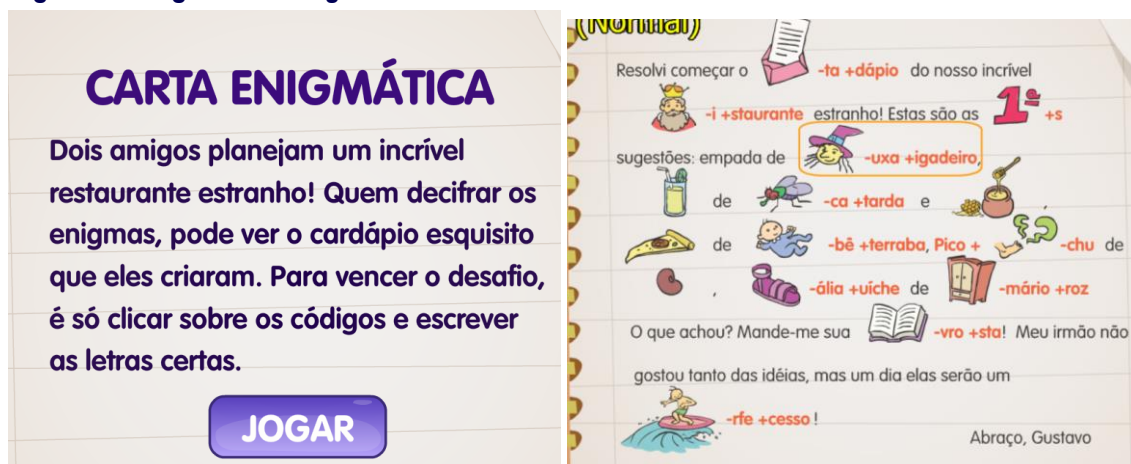 CARTA ENIGMÁTICA
Dois amigos planejam um incrível
restaurante estranho! Quem decifrar os
enigmas, pode ver o cardápio esquisito
que eles criaram. Para vencer o desafio,
é só clicar sobre os códigos e escrever
as letras certas.
JOGAR
(Normal)
Resolvi começar o -ta +dápio do nosso incrível
-i +staurante estranho! Estas são as 1º +s
sugestões: empada de -uxa +igadeiro,
de -ca +tarda e ,
de -bê +terraba, Pico + -chu de
, -ália +uíche de -mário +roz
O que achou? Mande-me sua -vro +sta! Meu irmão não
gostou tanto das idéias, mas um dia elas serão um
-rfe +cesso !
Abraço, Gustavo